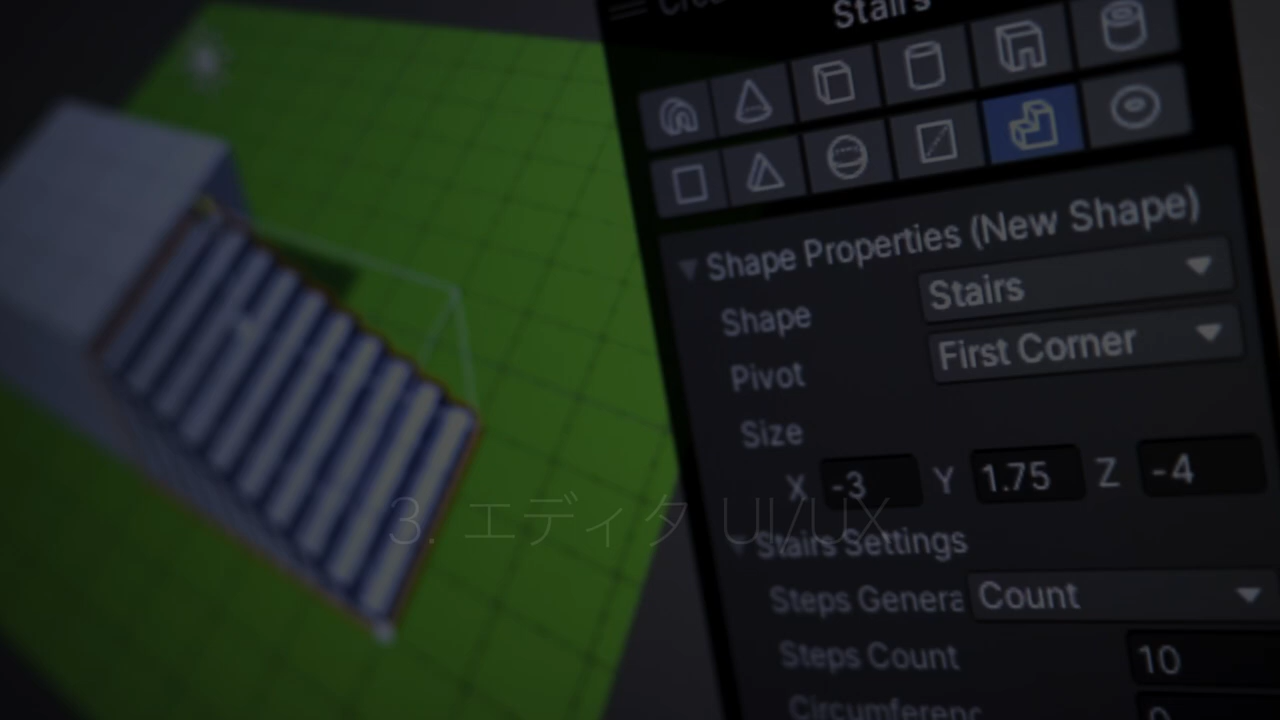 Stairs
Shape Properties (New Shape)
Shape Stairs
Pivot First Corner
Size
X -3 Y 1.75 Z -4
3. エディタ UI/UX
Stairs Settings
Steps Genera Count
Steps Count 10